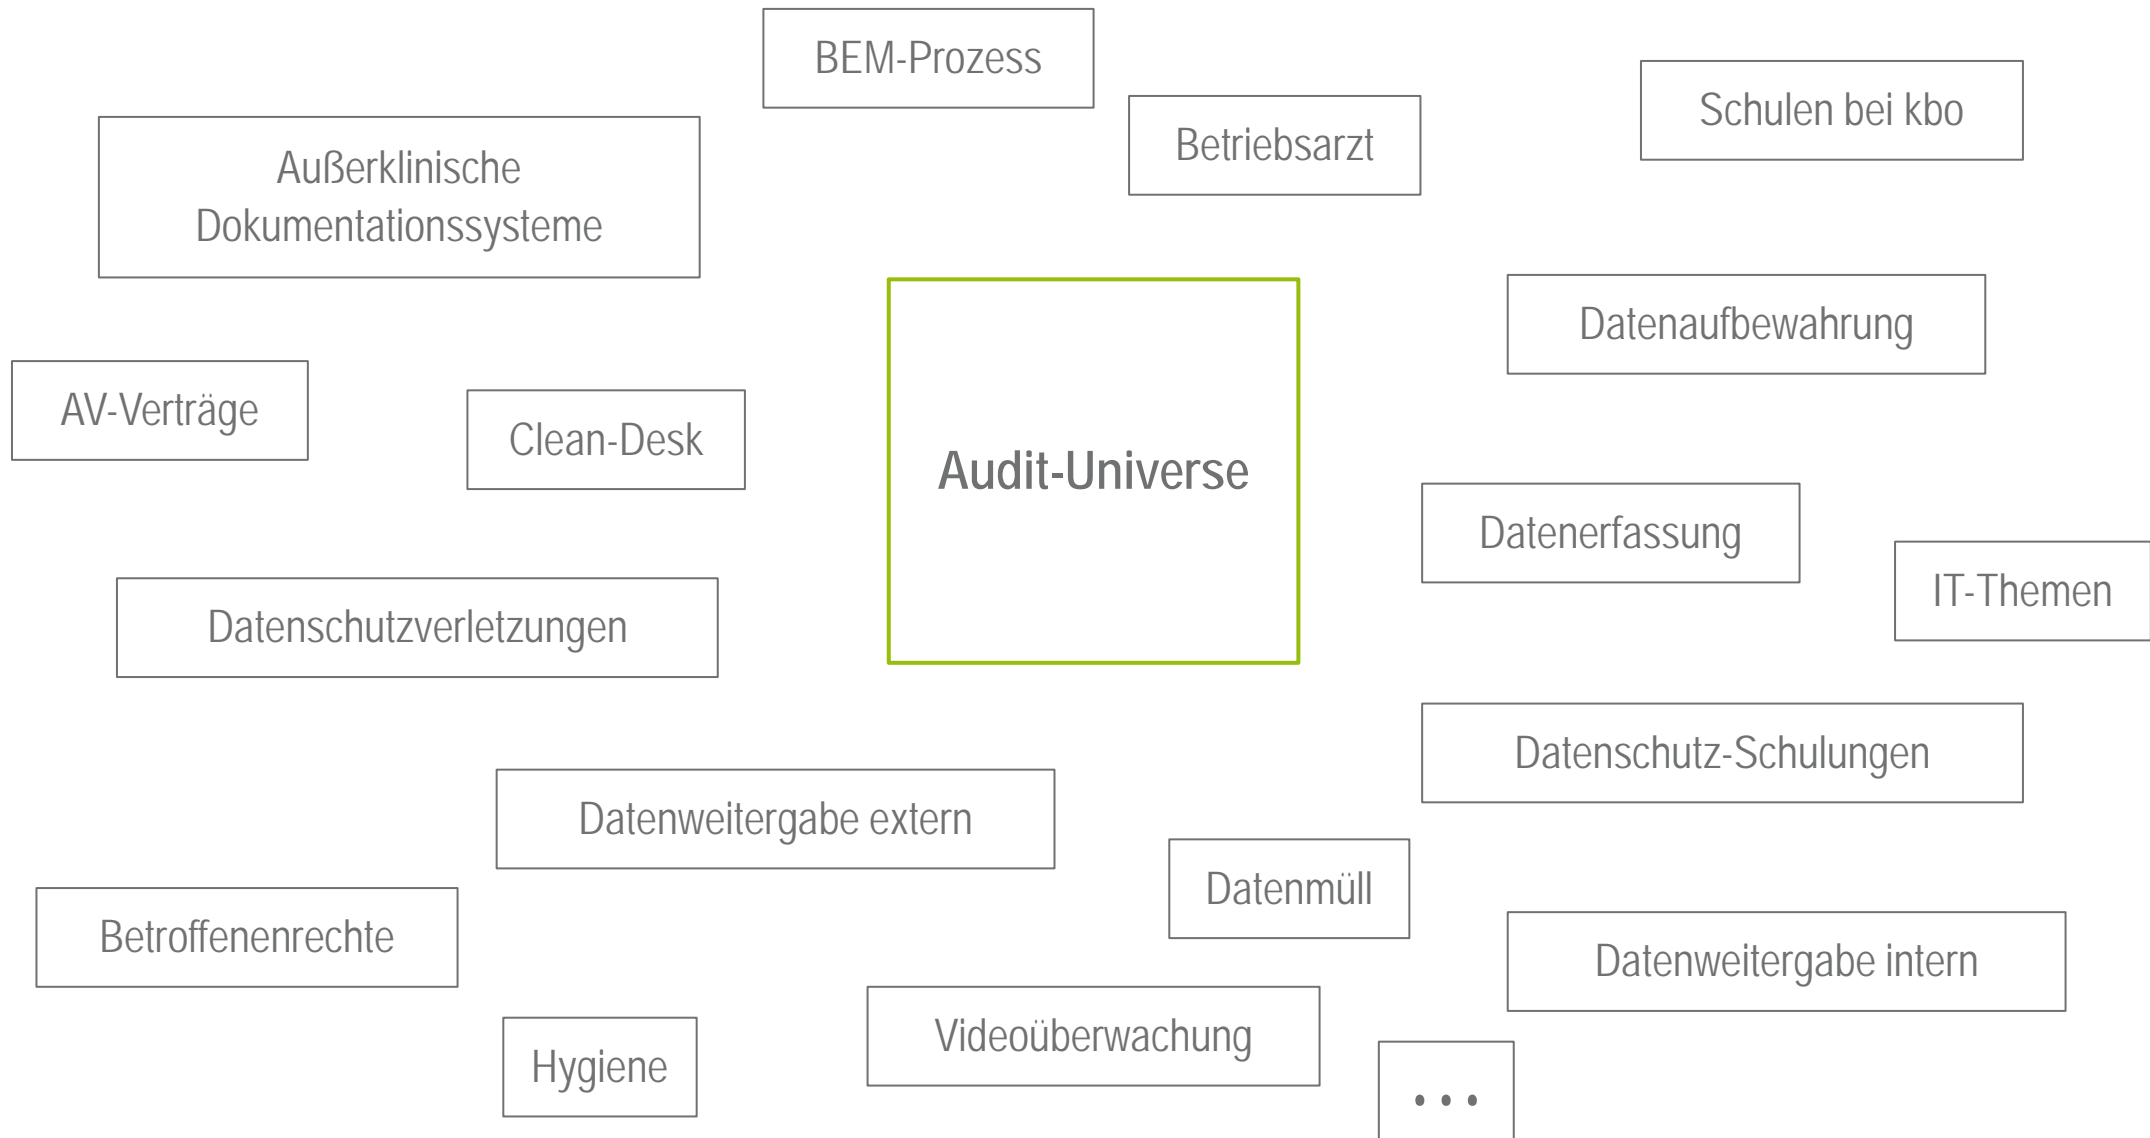 BEM-Prozess
Schulen bei kbo
Betriebsarzt
Außerklinische
Dokumentationssysteme
Datenaufbewahrung
AV-Verträge
Clean-Desk
Audit-Universe
Datenerfassung
IT-Themen
Datenschutzverletzungen
Datenschutz-Schulungen
Datenweitergabe extern
Datenmüll
Betroffenenrechte
Datenweitergabe intern
Videoüberwachung
Hygiene
...